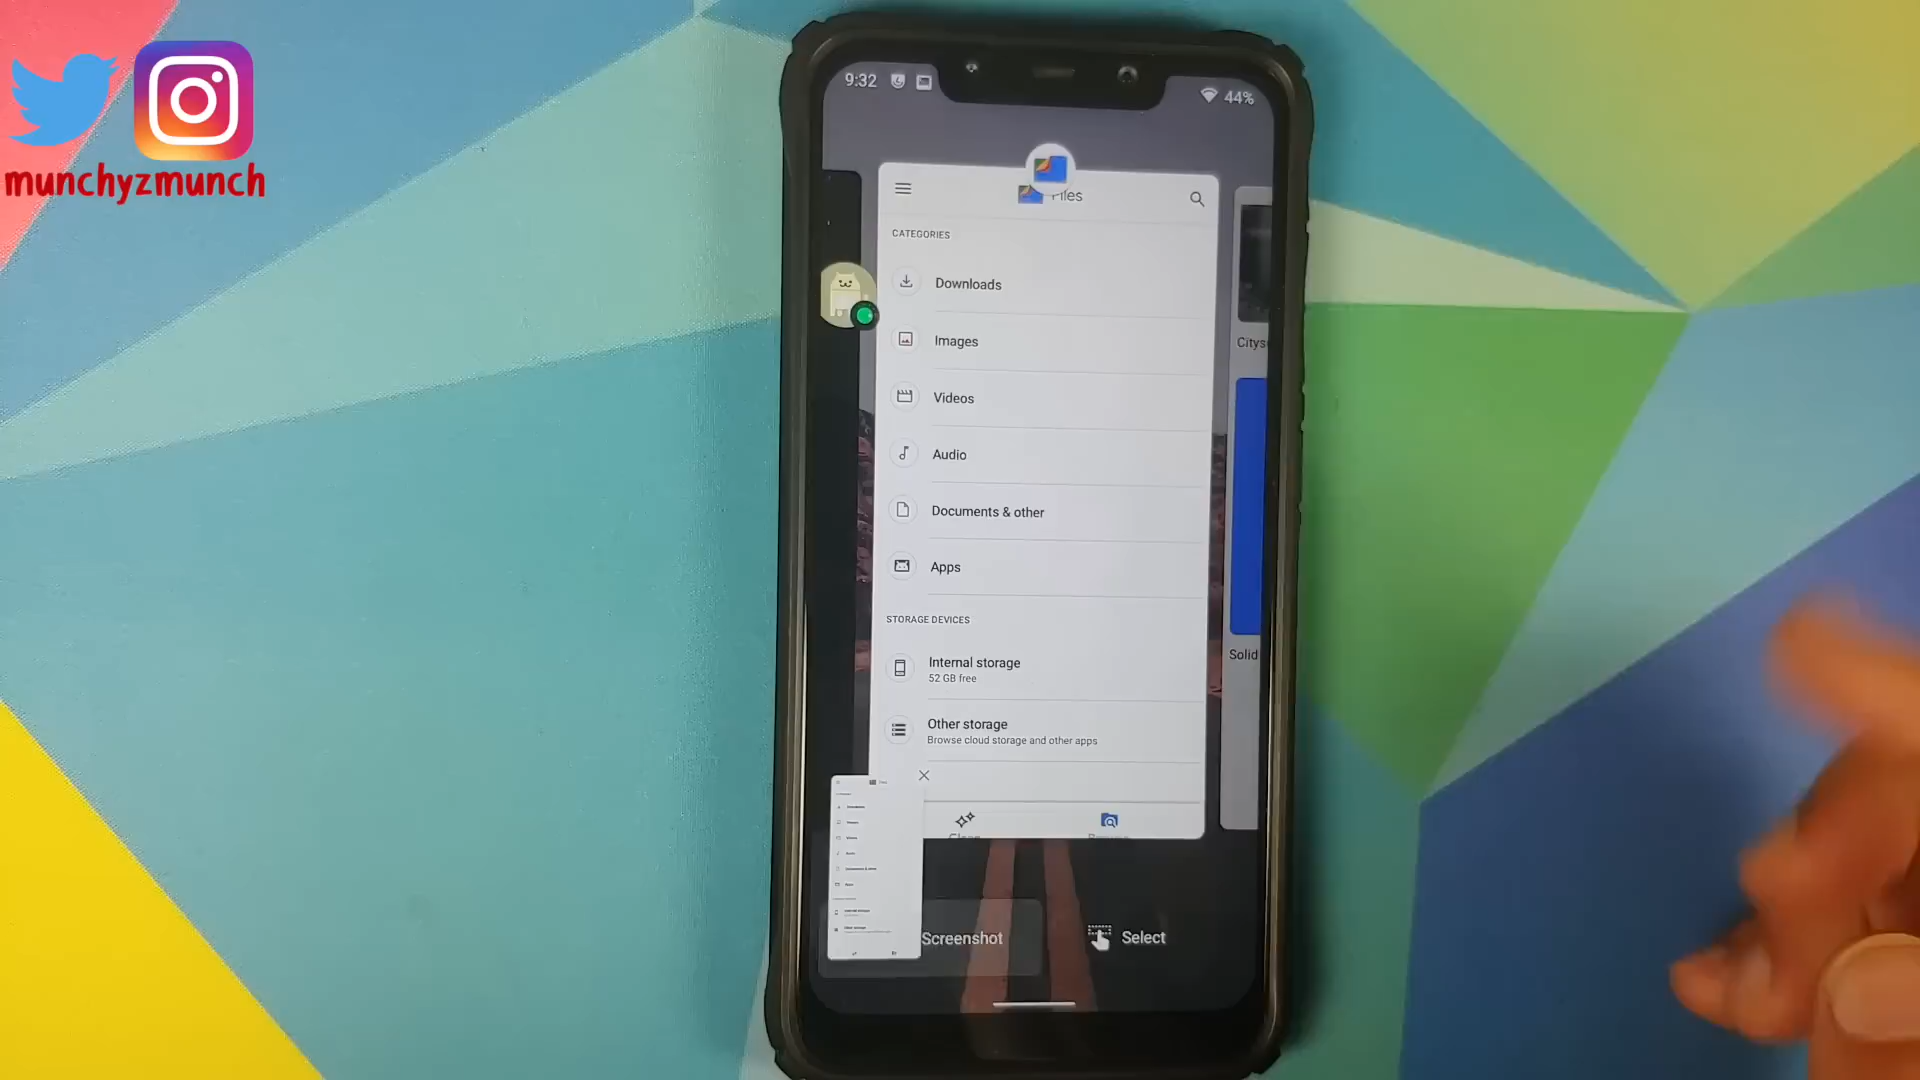 munchyzmunch
9:32
44%
Files
CATEGORIES
Downloads
Images
Videos
Audio
Documents & other
Apps
STORAGE DEVICES
Internal storage
52 GB free
Other storage
Browse cloud storage and other apps
Screenshot
Select
Solid